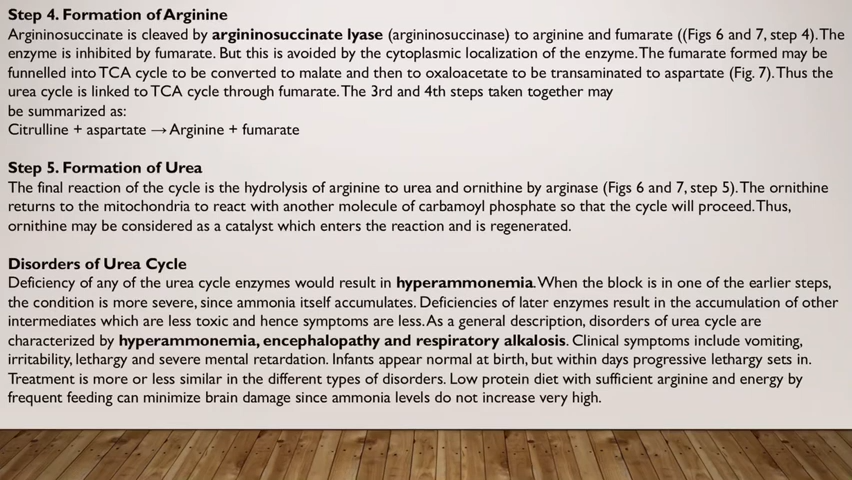 Step 4. Formation of Arginine
Argininosuccinate is cleaved by argininosuccinate lyase (argininosuccinase) to arginine and fumarate ((Figs 6 and 7, step 4). The
enzyme is inhibited by fumarate. But this is avoided by the cytoplasmic localization of the enzyme. The fumarate formed may be
funnelled into TCA cycle to be converted to malate and then to oxaloacetate to be transaminated to aspartate (Fig. 7). Thus the
urea cycle is linked to TCA cycle through fumarate. The 3rd and 4th steps taken together may
be summarized as:
Citrulline + aspartate → Arginine + fumarate
Step 5. Formation of Urea
The final reaction of the cycle is the hydrolysis of arginine to urea and ornithine by arginase (Figs 6 and 7, step 5). The ornithine
returns to the mitochondria to react with another molecule of carbamoyl phosphate so that the cycle will proceed. Thus,
ornithine may be considered as a catalyst which enters the reaction and is regenerated.
Disorders of Urea Cycle
Deficiency of any of the urea cycle enzymes would result in hyperammonemia. When the block is in one of the earlier steps,
the condition is more severe, since ammonia itself accumulates. Deficiencies of later enzymes result in the accumulation of other
intermediates which are less toxic and hence symptoms are less. As a general description, disorders of urea cycle are
characterized by hyperammonemia, encephalopathy and respiratory alkalosis. Clinical symptoms include vomiting,
irritability, lethargy and severe mental retardation. Infants appear normal at birth, but within days progressive lethargy sets in.
Treatment is more or less similar in the different types of disorders. Low protein diet with sufficient arginine and energy by
frequent feeding can minimize brain damage since ammonia levels do not increase very high.